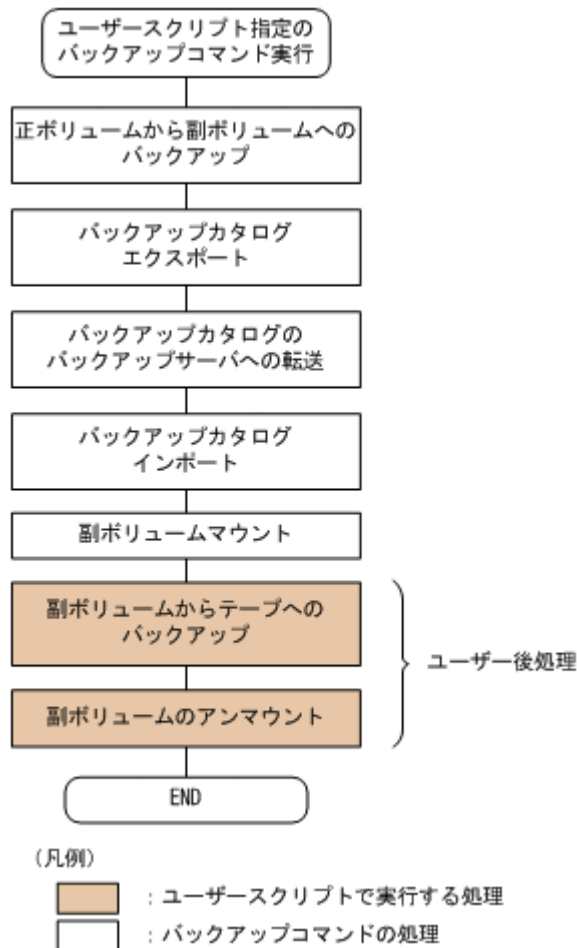 ユーザースクリプト指定の
バックアップコマンド実行
正ボリュームから副ボリュームへの
バックアップ
バックアップカタログ
エクスポート
バックアップカタログの
バックアップサーバへの転送
バックアップカタログ
インポート
副ボリュームマウント
副ボリュームからテープへの
バックアップ
ユーザー後処理
副ボリュームのアンマウント
END
（凡例）
：ユーザースクリプトで実行する処理
：バックアップコマンドの処理